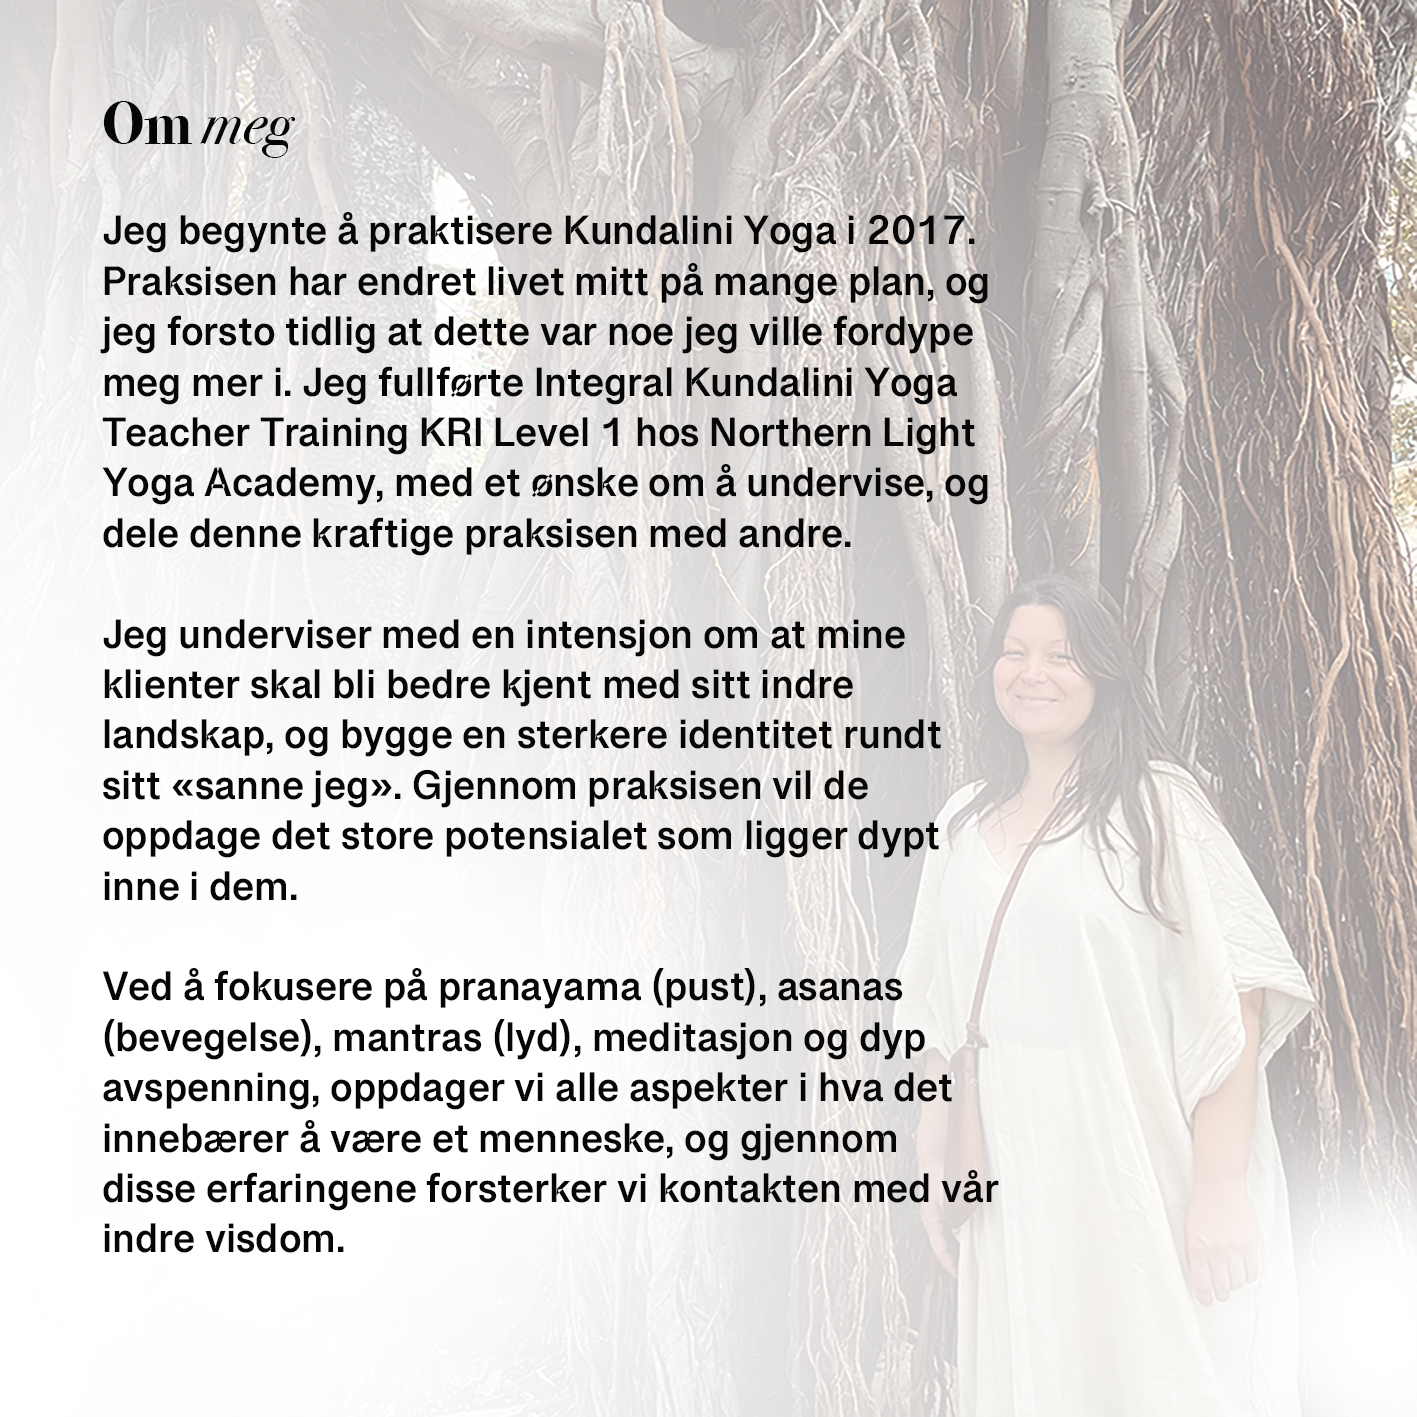 Om meg
Jeg begynte å praktisere Kundalini Yoga i 2017.
Praksisen har endret livet mitt på mange plan, og
jeg forsto tidlig at dette var noe jeg ville fordype
meg mer i. Jeg fullførte Integral Kundalini Yoga
Teacher Training KRI Level 1 hos Northern Light
Yoga Academy, med et ønske om å undervise, og
dele denne kraftige praksisen med andre.
Jeg underviser med en intensjon om at mine
klienter skal bli bedre kjent med sitt indre
landskap, og bygge en sterkere identitet rundt
sitt «sanne jeg». Gjennom praksisen vil de
oppdage det store potensialet som ligger dypt
inne i dem.
Ved å fokusere på pranayama (pust), asanas
(bevegelse), mantras (lyd), meditasjon og dyp
avspenning, oppdager vi alle aspekter i hva det
innebærer å være et menneske, og gjennom
disse erfaringene forsterker vi kontakten med vår
indre visdom.